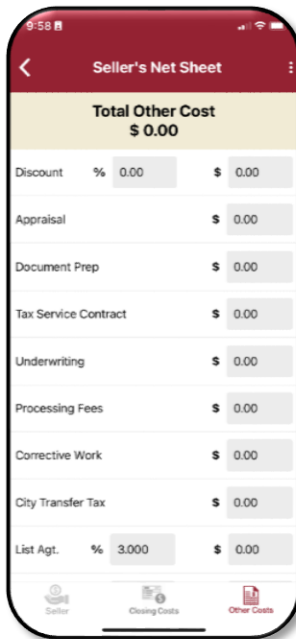 9:58
Seller's Net Sheet
Total Other Cost
$ 0.00
Discount % 0.00 $ 0.00
Appraisal $ 0.00
Document Prep $ 0.00
Tax Service Contract $ 0.00
Underwriting $ 0.00
Processing Fees $ 0.00
Corrective Work $ 0.00
City Transfer Tax $ 0.00
List Agt. % 3.000 $ 0.00
Seller Closing Costs Other Costs